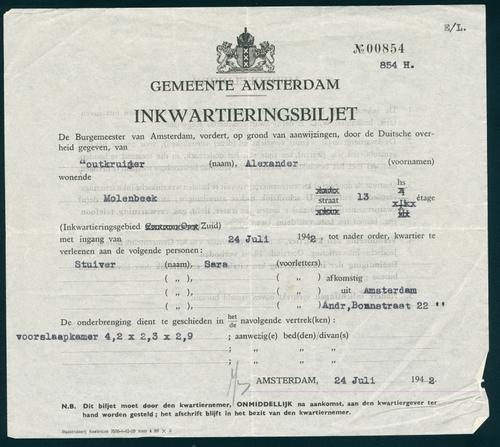 E/L.
№00854
854 H.
GEMEENTE AMSTERDAM
INKWARTIERINGSBILJET
De Burgemeester van Amsterdam, vordert, op grond van aanwijzingen, door de Duitsche over-
heid gegeven, van
"outkruiger (naam), Alexander (voornamen)
wonende hs
Molenbeek straat 13 étage
(Inkwartieringsgebied Zuid)
met ingang van 24 Juli 1942, tot nader order, kwartier te
verleenen aan de volgende personen:
Stuiver (naam), Sara (voorletters)
( „ ), ( „ ) afkomstig
( „ ), ( „ ) uit Amsterdam
( „ ), ( „ ) Andr, Bonnstraat 22 "
De onderbrenging dient te geschieden in het/de navolgende vertrek(ken):
voorslaapkamer 4,2 x 2,3 x 2,9 ; aanwezig(e) bed(den)/divan(s)
; „ „ „
; „ „ „
AMSTERDAM, 24 Juli 1942.
N.B. Dit biljet moet door den kwartiernemer, ONMIDDELIJK na aankomst, aan den kwartiergever ter
hand worden gesteld; het afschrift blijft in het bezit van den kwartiernemer.